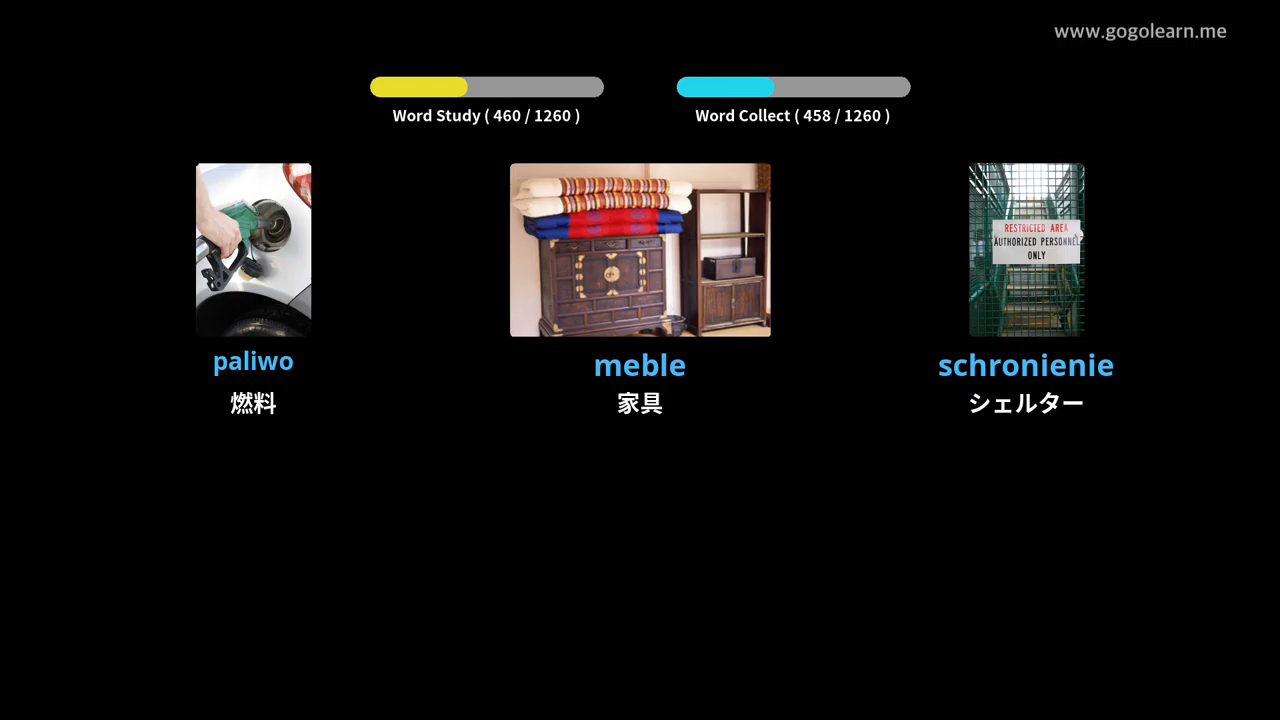 www.gogolearn.me
Word Study ( 460 / 1260 )
Word Collect ( 458 / 1260 )
RESTRICTED AREA
AUTHORIZED PERSONNEL
ONLY
paliwo
燃料
meble
家具
schronienie
シェルター